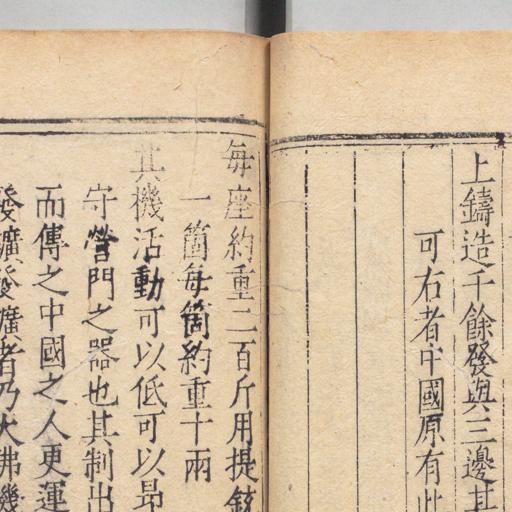 上鑄造千餘發與三邊其
可右者中國原有此
每座約重二百斤用提銃
一箇每箇約重十兩
其機活動可以低可以昂
守營門之器也其制出
而傳之中國之人更運
發壙發壙者乃大佛機